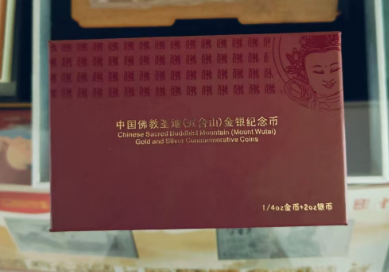 中国佛教圣地(五台山)金银纪念币
Chinese Sacred Buddhist Mountain (Mount Wutai)
Gold and Silver Commemorative Coins
1/4oz金币+2oz银币